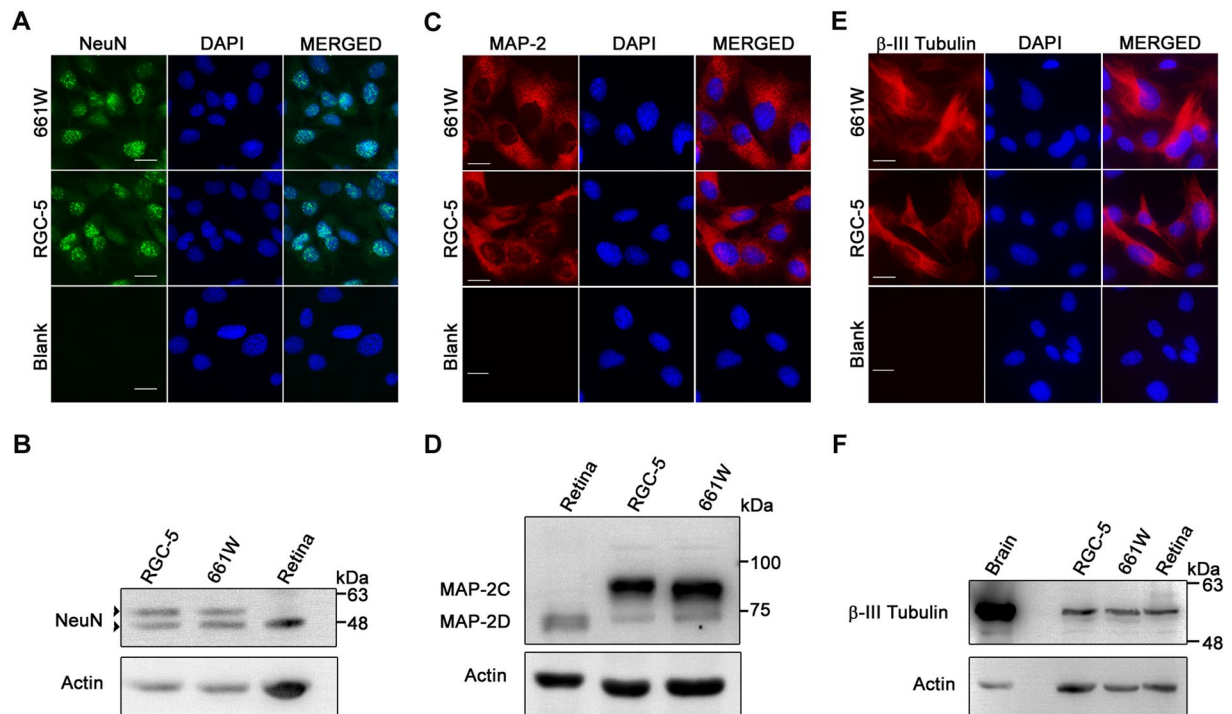 A
NeuN DAPI MERGED
661W
RGC-5
Blank
C
MAP-2 DAPI MERGED
661W
RGC-5
Blank
E
β-III Tubulin DAPI MERGED
661W
RGC-5
Blank
B
RGC-5 661W Retina
kDa
63
NeuN
48
Actin
D
Retina RGC-5 661W
kDa
100
MAP-2C
75
MAP-2D
Actin
F
Brain RGC-5 661W Retina
kDa
63
β-III Tubulin
48
Actin